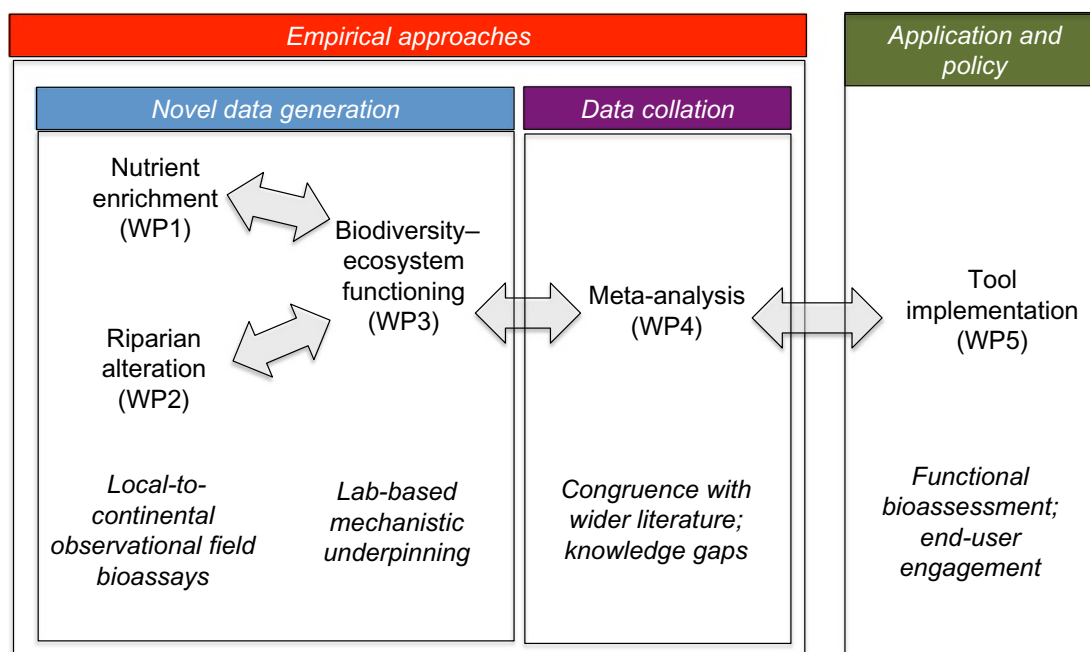 Empirical approaches
Application and
policy
Novel data generation
Data collation
Nutrient
enrichment
(WP1)
Biodiversity–
ecosystem
functioning
(WP3)
Riparian
alteration
(WP2)
Meta-analysis
(WP4)
Tool
implementation
(WP5)
Local-to-
continental
observational field
bioassays
Lab-based
mechanistic
underpinning
Congruence with
wider literature;
knowledge gaps
Functional
bioassessment;
end-user
engagement